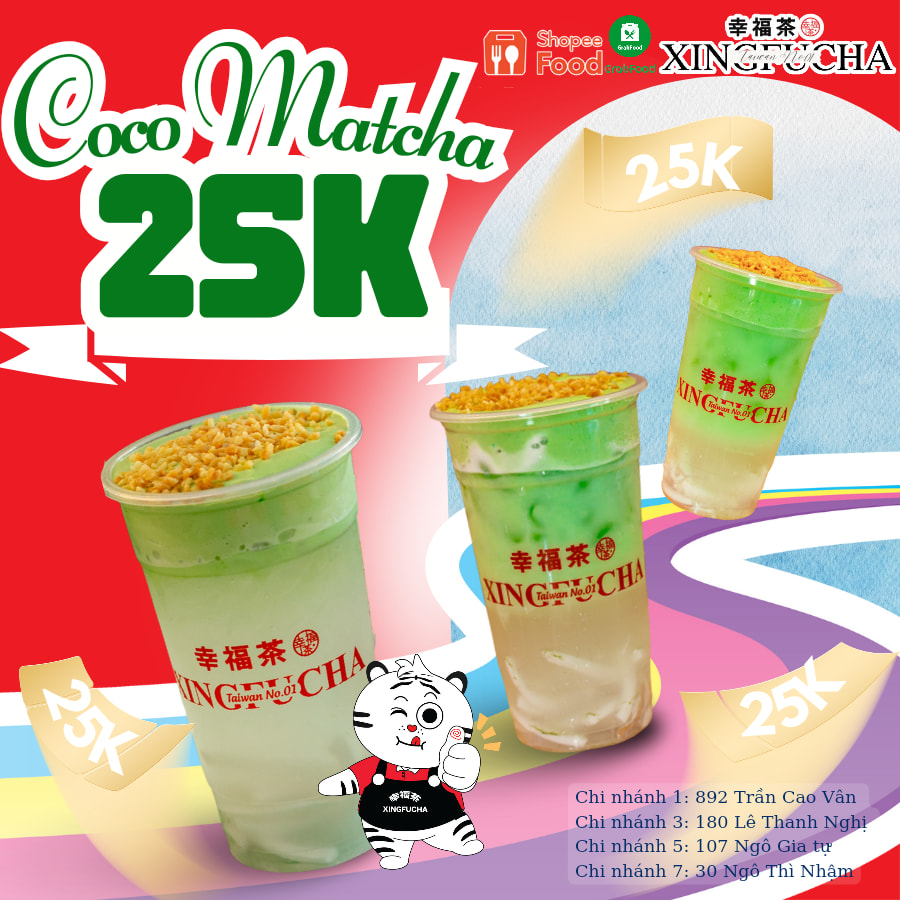 Shopee
Food
GrabFood
GrabFood
幸福茶
XINGFUCHA
Coco Matcha
25K
25K
幸福茶
XINGFUCHA
Taiwan No.01
幸福茶
XINGFUCHA
Taiwan No.01
幸福茶
XINGFUCHA
Taiwan No.01
25K
25K
幸福茶
XINGFUCHA
Chi nhánh 1: 892 Trần Cao Vân
Chi nhánh 3: 180 Lê Thanh Nghị
Chi nhánh 5: 107 Ngô Gia tự
Chi nhánh 7: 30 Ngô Thì Nhậm